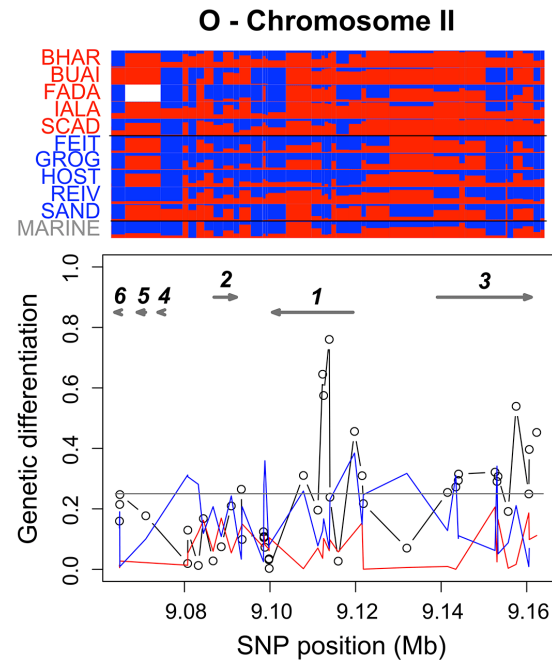 O - Chromosome II
BHAR
BUAI
FADA
IALA
SCAD
FEIT
GROG
HOST
REIV
SAND
MARINE
Genetic differentiation
1.0
0.8
0.6
0.4
0.2
0.0
6 5 4 2 1 3
9.08 9.10 9.12 9.14 9.16
SNP position (Mb)